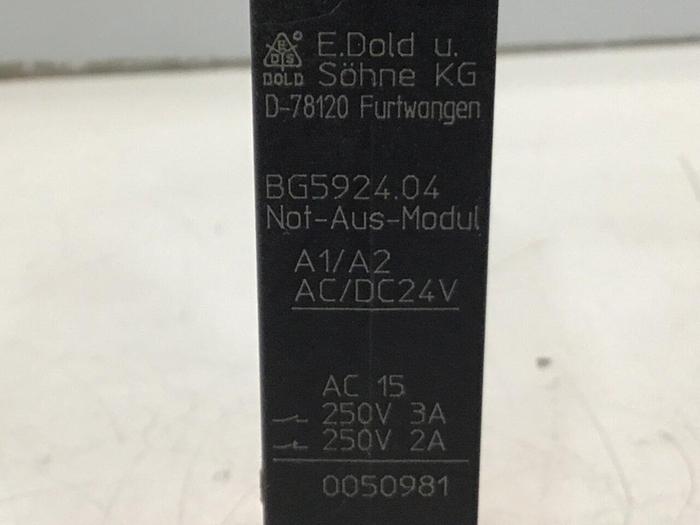 E.Dold u.
Söhne KG
E
D S
DOLD
D-78120 Furtwangen
BG5924.04
Not-Aus-Modul
A1/A2
AC/DC24V
AC 15
250V 3A
250V 2A
0050981